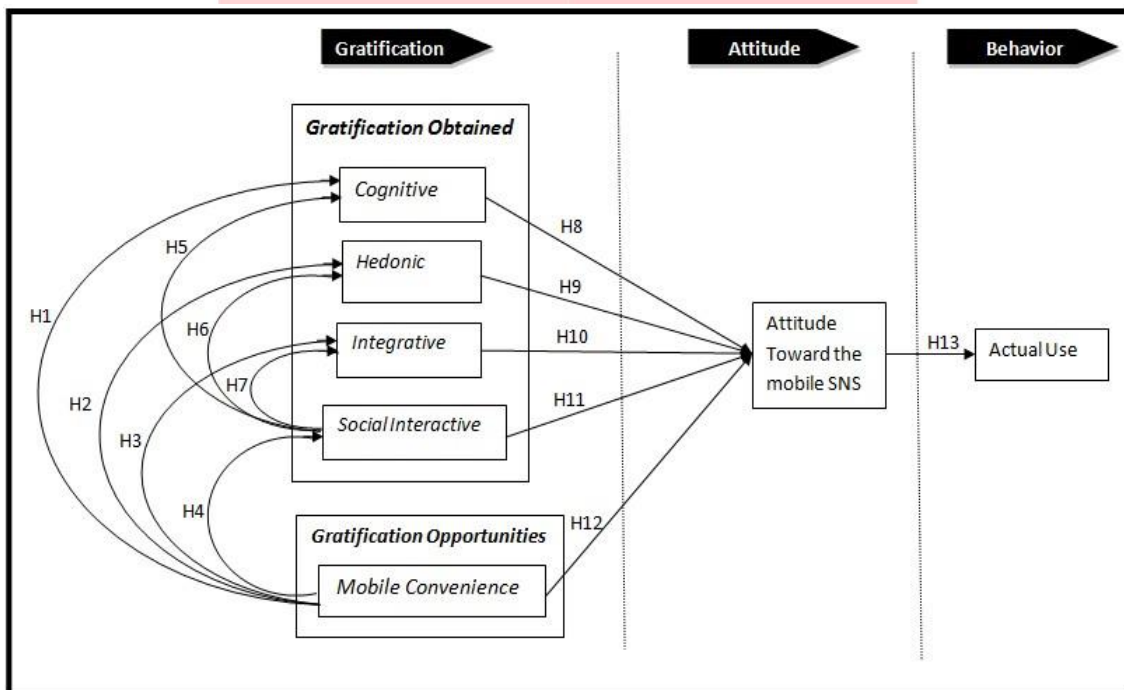 Gratification
Attitude
Behavior
Gratification Obtained
Cognitive
Hedonic
Integrative
Social Interactive
Gratification Opportunities
Mobile Convenience
H1
H2
H3
H4
H5
H6
H7
H8
H9
H10
H11
H12
Attitude
Toward the
mobile SNS
H13
Actual Use